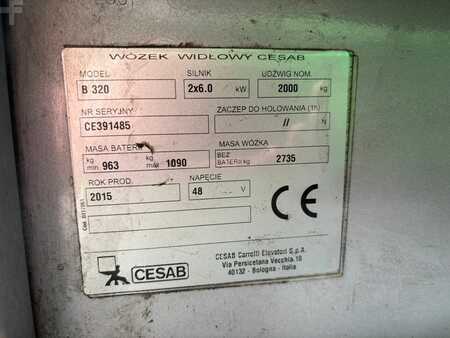 WÓZEK WIDŁOWY CESAB
MODEL SILNIK UDŹWIG NOM.
B 320 2x6.0 kW 2000 kg
NR SERYJNY ZACZEP DO HOLOWANIA (1h)
CE391485 // N
MASA BATERII MASA WÓZKA
kg min. 963 kg max 1090 BEZ BATERII kg 2735
ROK PROD. NAPIĘCIE
2015 48 V
CE
CESAB
CESAB Carrelli Elevatori S.p.A.
Via Persicetana Vecchia,10
40132 - Bologna - Italia